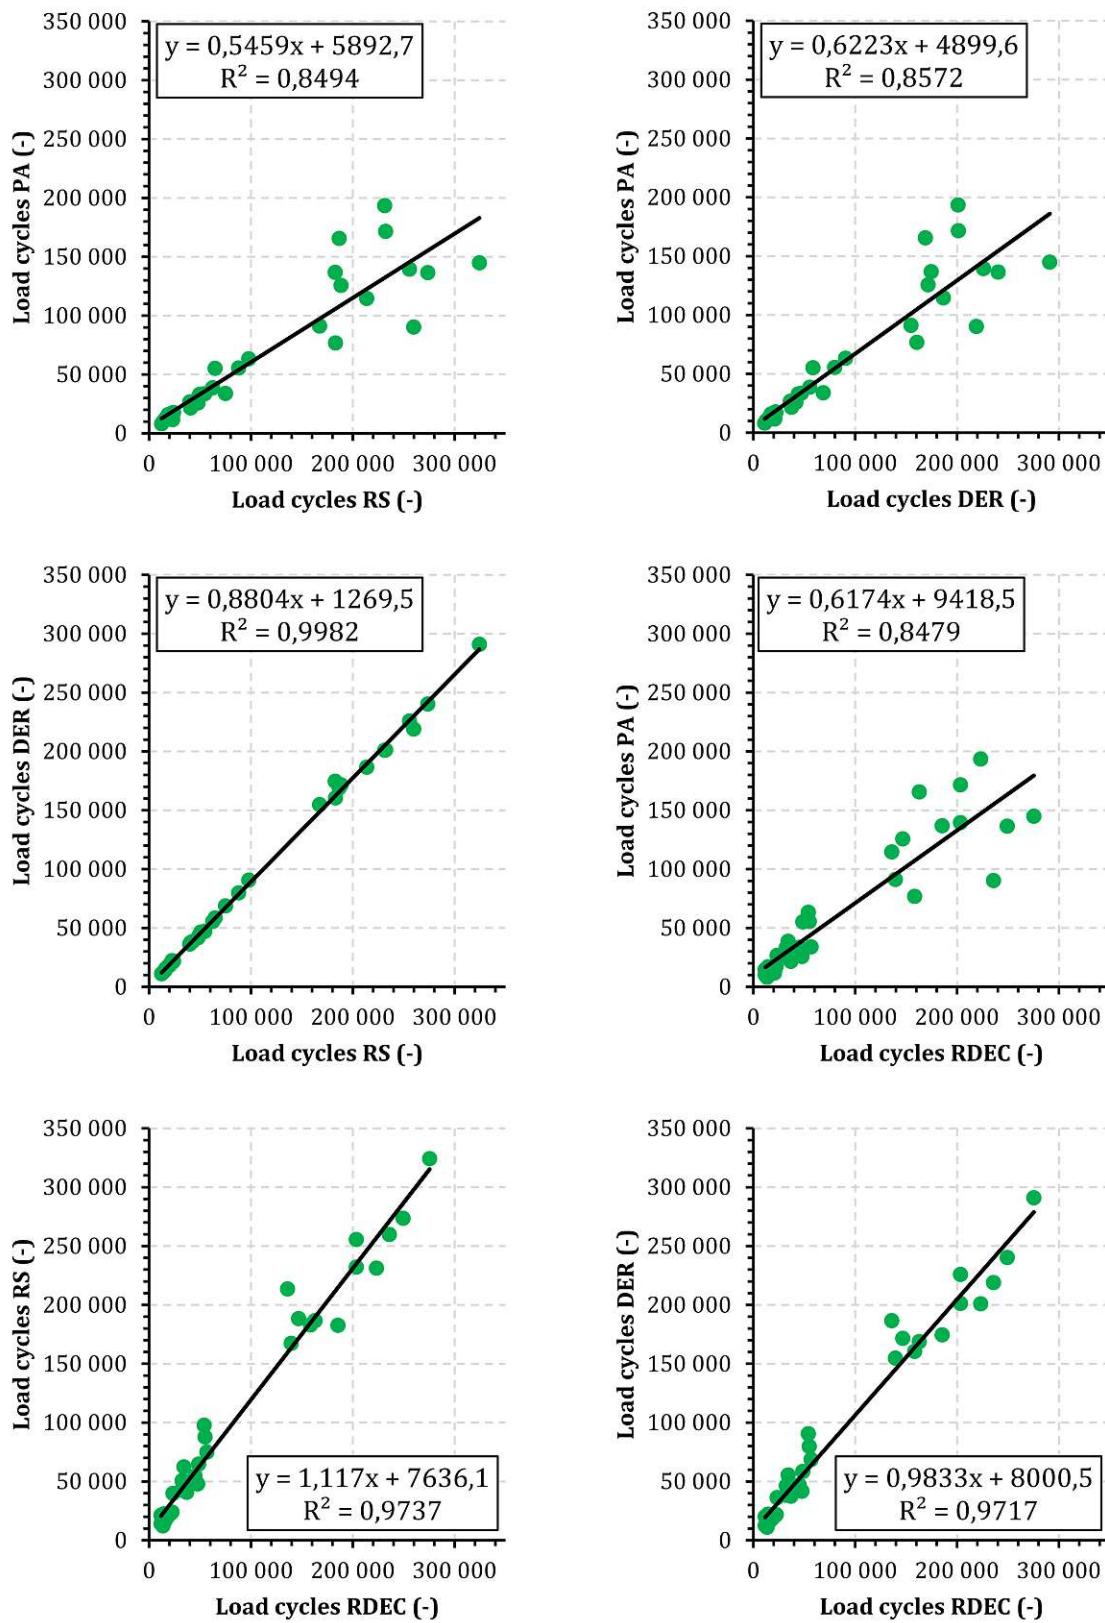 350 000
300 000
250 000
200 000
150 000
100 000
50 000
0
y = 0,5459x + 5892,7
R² = 0,8494
Load cycles PA (-)
0 100 000 200 000 300 000
Load cycles RS (-)
350 000
300 000
250 000
200 000
150 000
100 000
50 000
0
y = 0,6223x + 4899,6
R² = 0,8572
Load cycles PA (-)
0 100 000 200 000 300 000
Load cycles DER (-)
350 000
300 000
250 000
200 000
150 000
100 000
50 000
0
y = 0,8804x + 1269,5
R² = 0,9982
Load cycles DER (-)
0 100 000 200 000 300 000
Load cycles RS (-)
350 000
300 000
250 000
200 000
150 000
100 000
50 000
0
y = 0,6174x + 9418,5
R² = 0,8479
Load cycles PA (-)
0 100 000 200 000 300 000
Load cycles RDEC (-)
350 000
300 000
250 000
200 000
150 000
100 000
50 000
0
Load cycles RS (-)
y = 1,117x + 7636,1
R² = 0,9737
0 100 000 200 000 300 000
Load cycles RDEC (-)
350 000
300 000
250 000
200 000
150 000
100 000
50 000
0
Load cycles DER (-)
y = 0,9833x + 8000,5
R² = 0,9717
0 100 000 200 000 300 000
Load cycles RDEC (-)